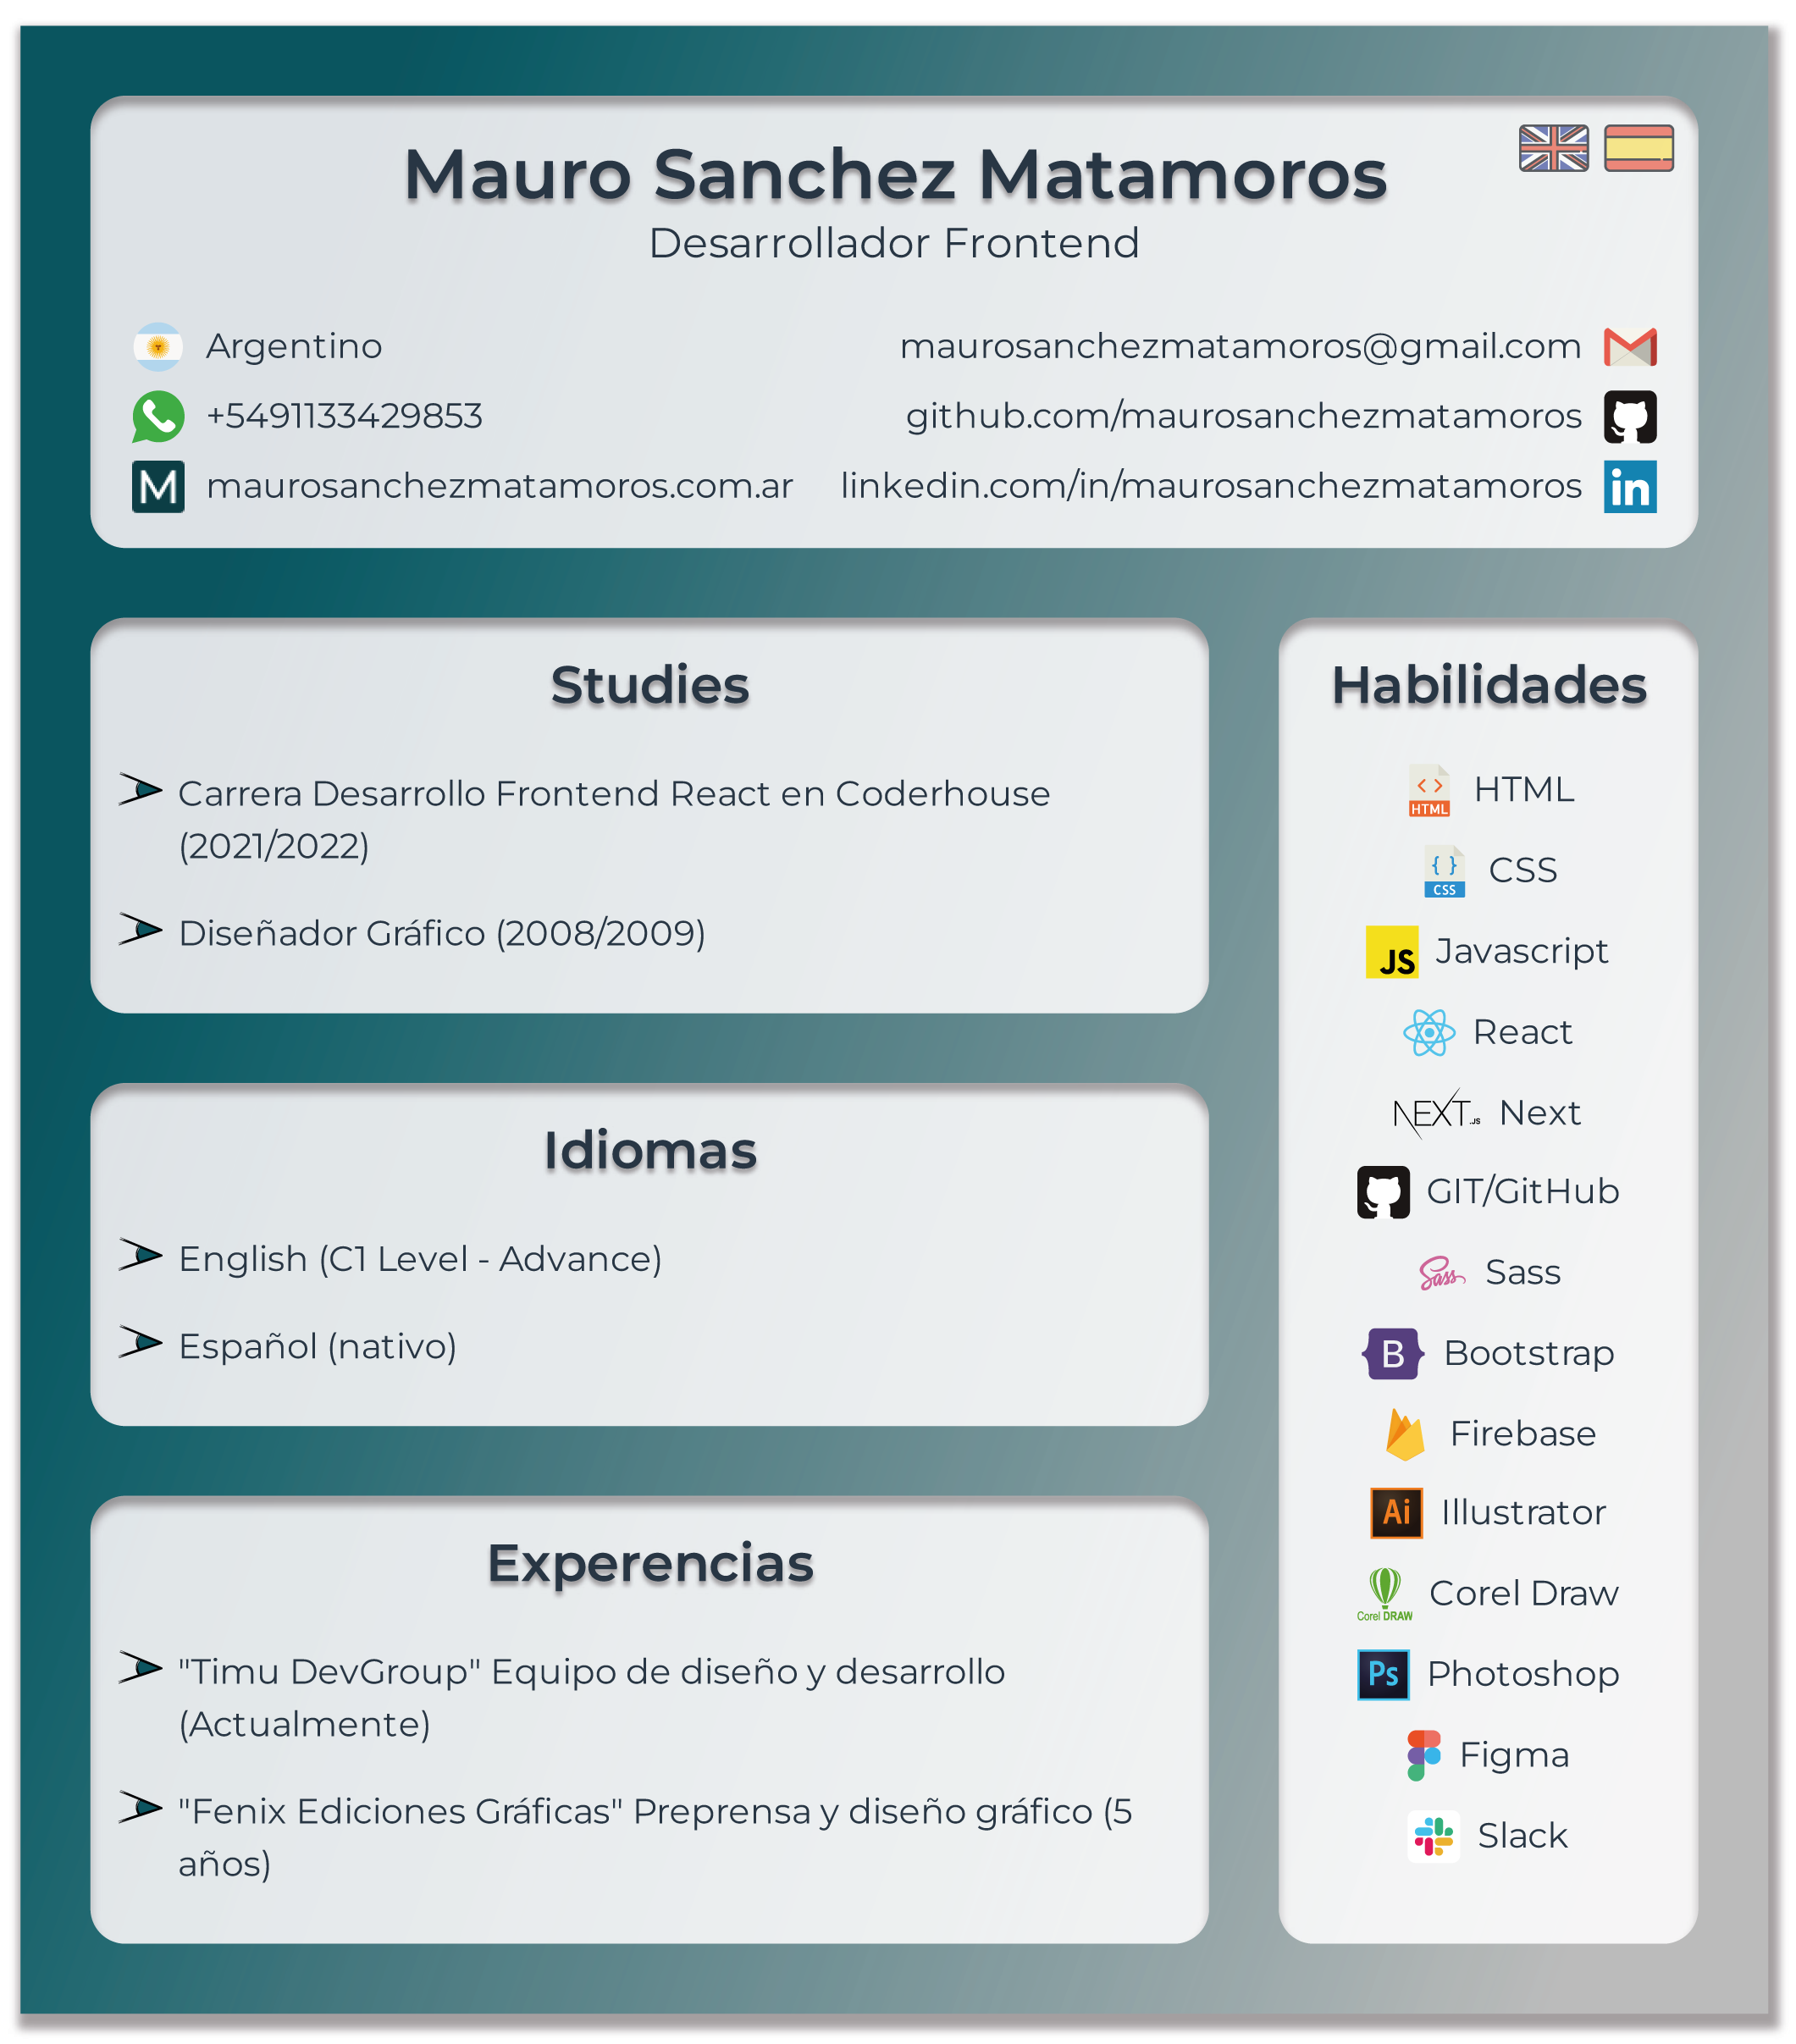 Mauro Sanchez Matamoros
Desarrollador Frontend
Argentino
+5491133429853
M
maurosanchezmatamoros.com.ar
maurosanchezmatamoros@gmail.com
github.com/maurosanchezmatamoros
linkedin.com/in/maurosanchezmatamoros
in
Studies
Carrera Desarrollo Frontend React en Coderhouse
(2021/2022)
Diseñador Gráfico (2008/2009)
Idiomas
English (C1 Level - Advance)
Español (nativo)
Experencias
"Timu DevGroup" Equipo de diseño y desarrollo
(Actualmente)
"Fenix Ediciones Gráficas" Preprensa y diseño gráfico (5
años)
Habilidades
<> HTML HTML
{ } CSS CSS
JS Javascript
React
NEXT.JS Next
GIT/GitHub
Sass Sass
B Bootstrap
Firebase
Ai Illustrator
Corel DRAW Corel Draw
Ps Photoshop
Figma
Slack